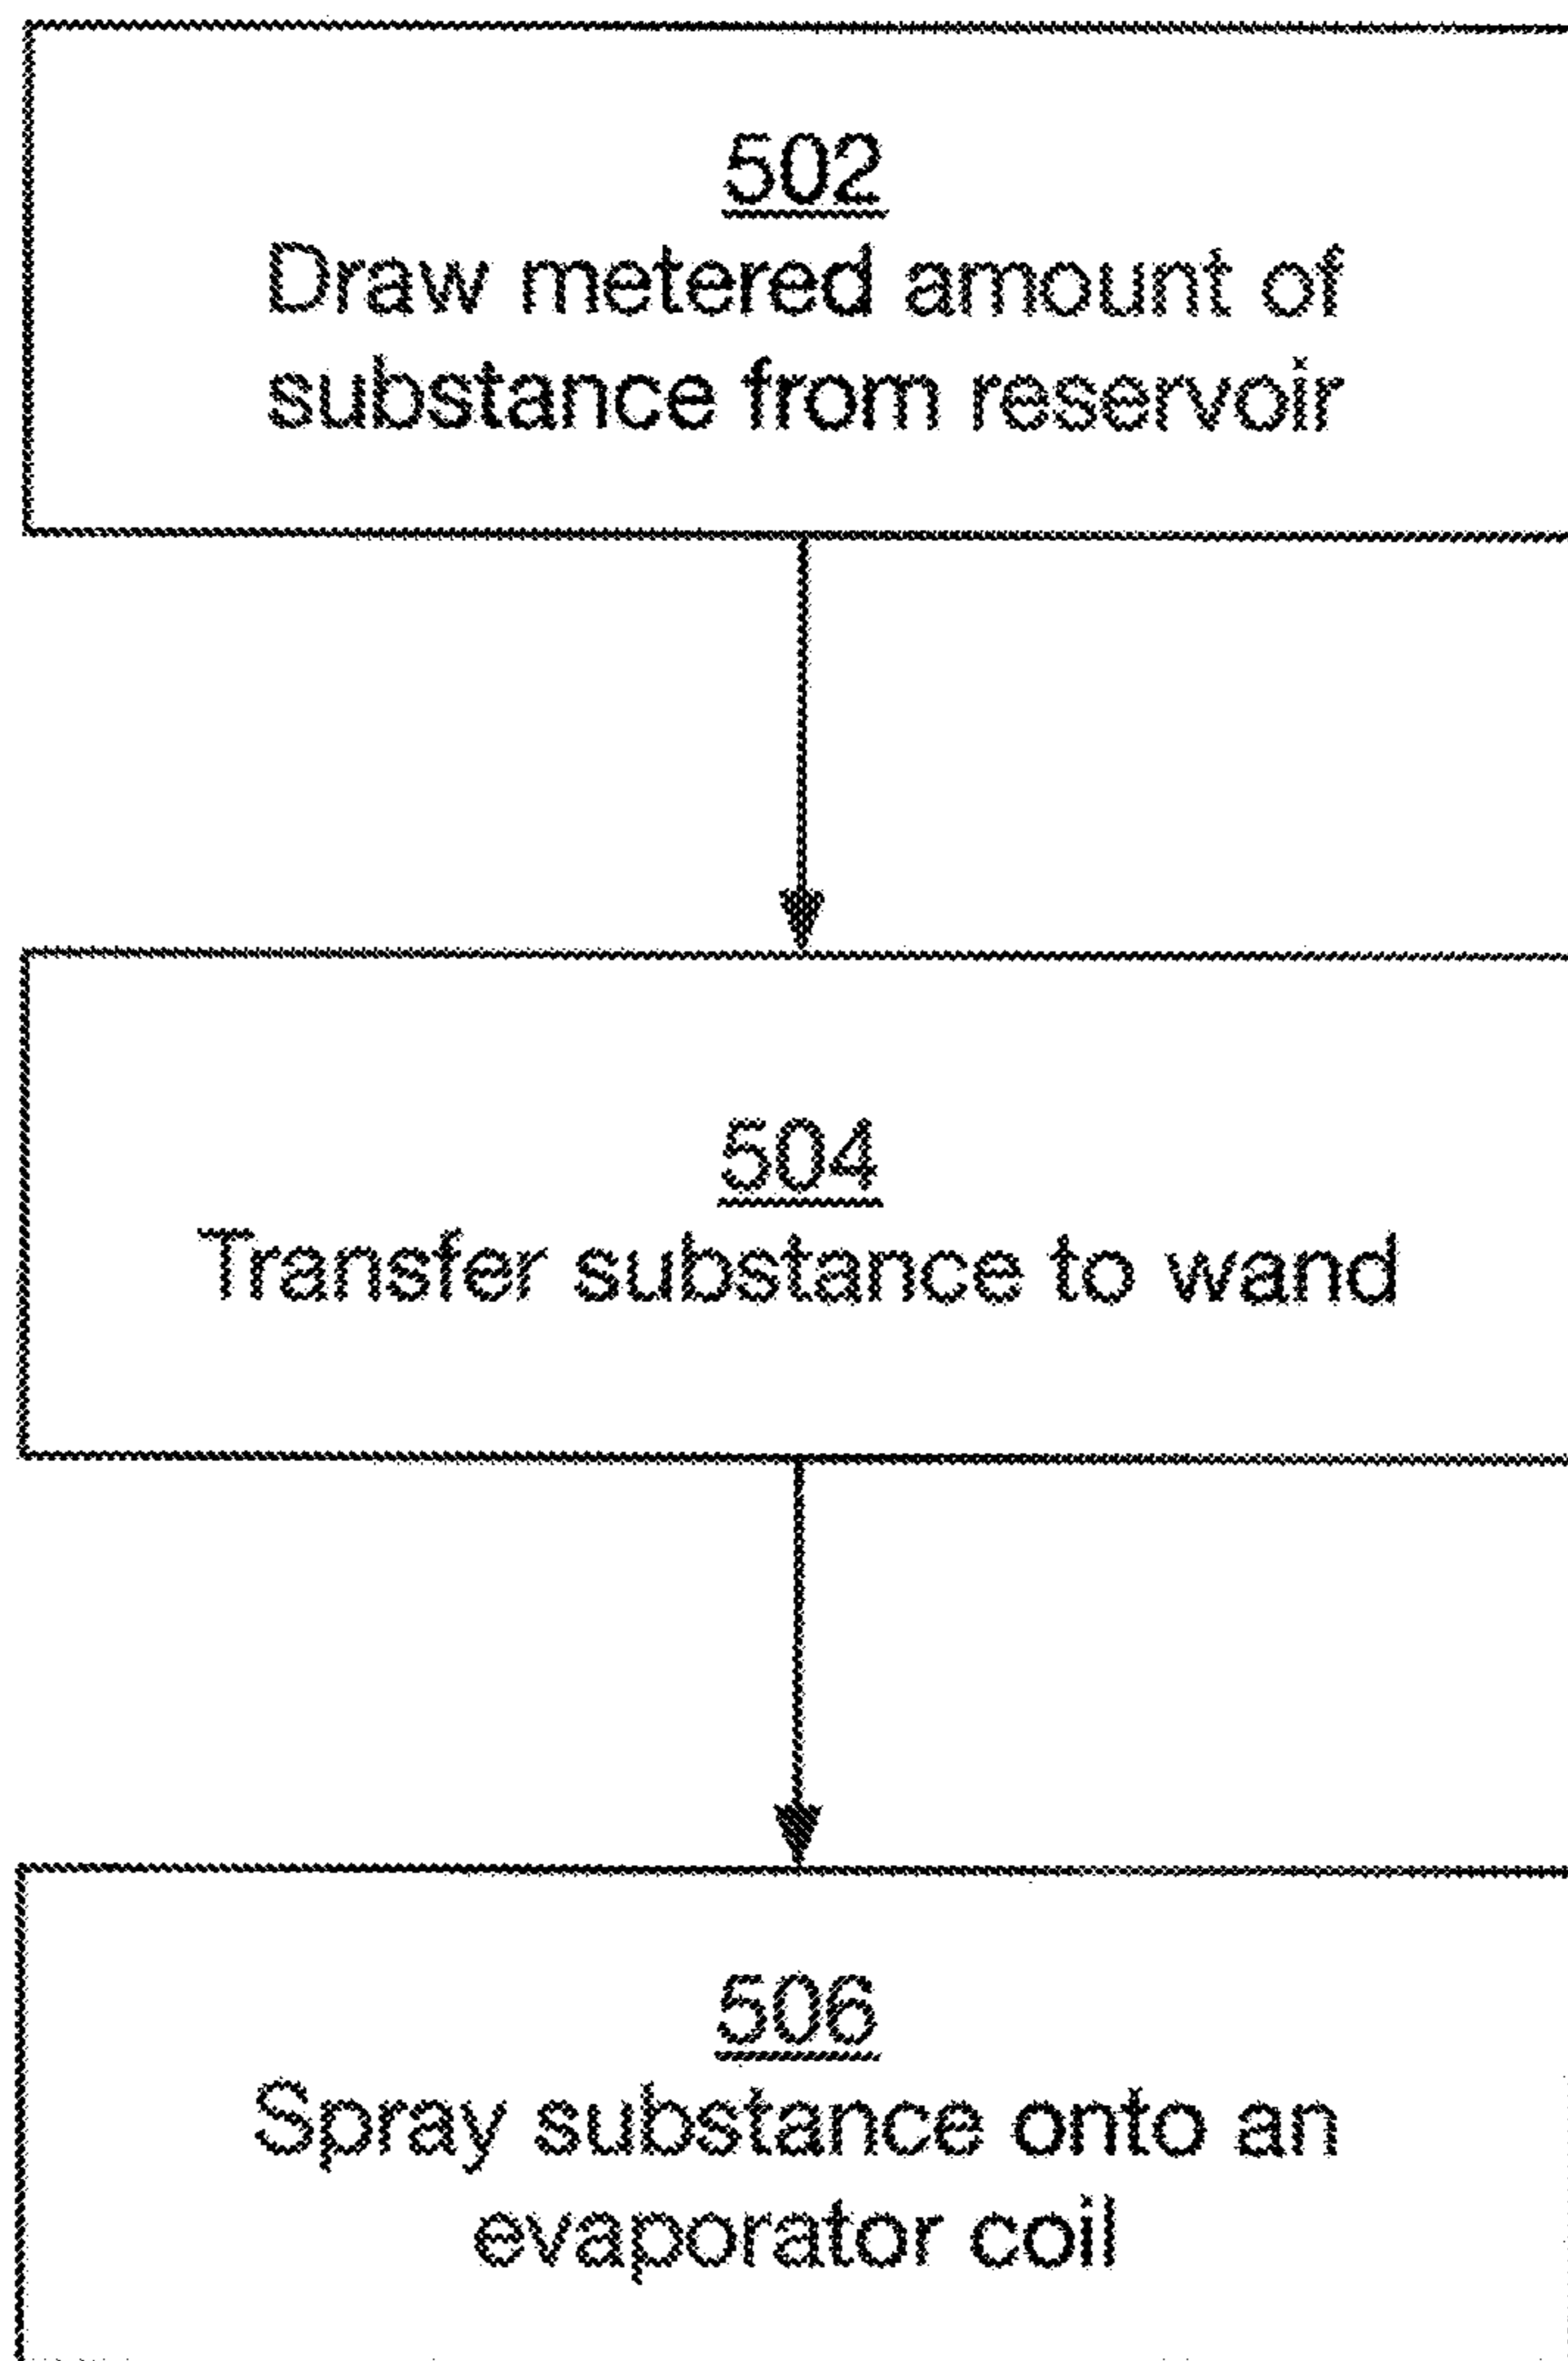 502
Draw metered amount of
substance from reservoir
504
Transfer substance to wand
506
Spray substance onto an
evaporator coil